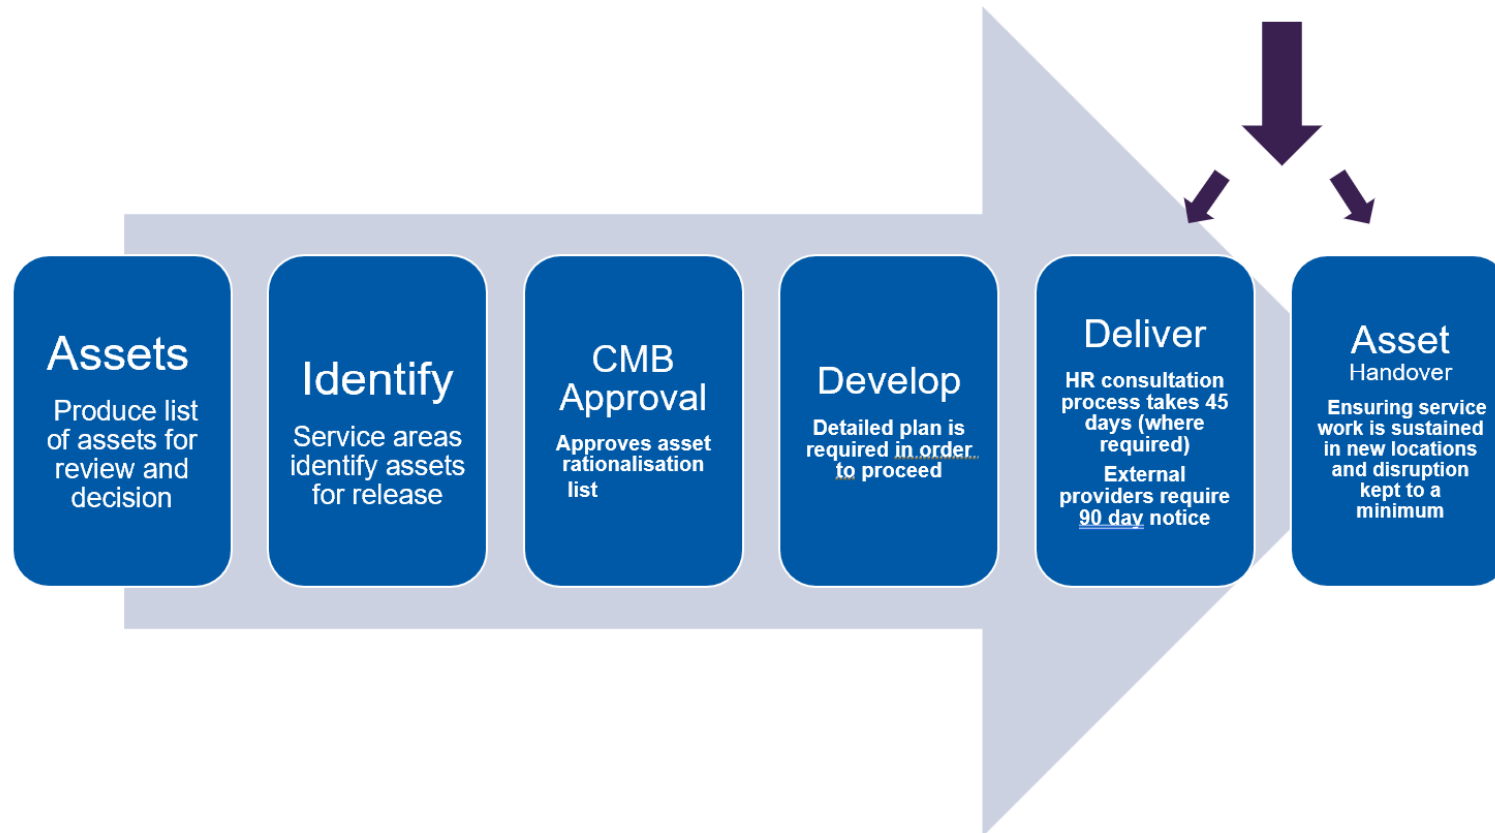 Assets
Produce list
of assets for
review and
decision
Identify
Service areas
identify assets
for release
CMB
Approval
Approves asset
rationalisation
list
Develop
Detailed plan is
required in order
to proceed
Deliver
HR consultation
process takes 45
days (where
required)
External
providers require
90 day notice
Asset
Handover
Ensuring service
work is sustained
in new locations
and disruption
kept to a
minimum